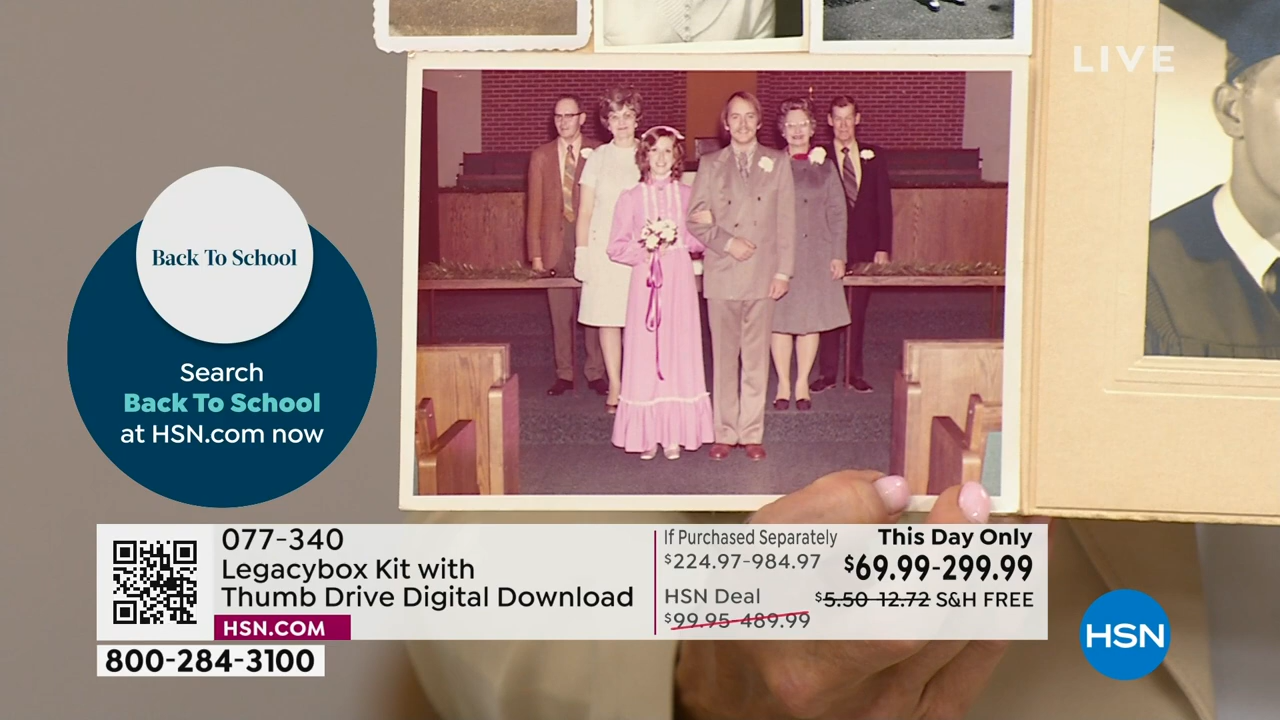 LIVE
Back To School
Search
Back To School
at HSN.com now
077-340
Legacybox Kit with
Thumb Drive Digital Download
HSN.COM
800-284-3100
If Purchased Separately
$224.97-984.97
HSN Deal
$99.95-489.99
This Day Only
$69.99-299.99
$5.50-12.72 S&H FREE
HSN